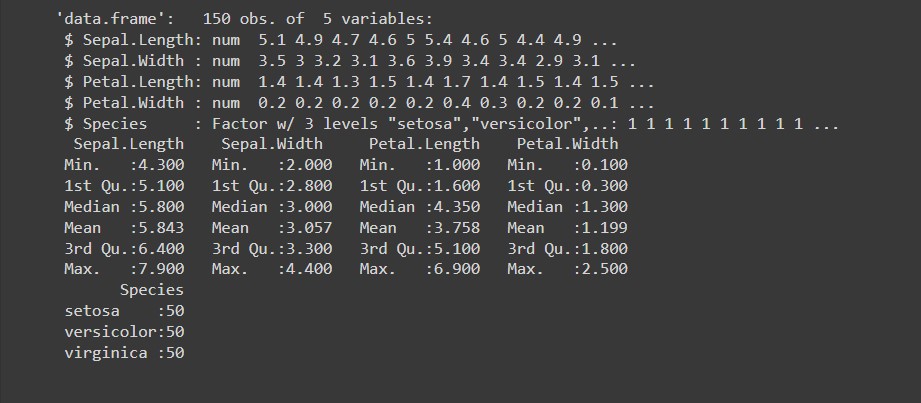 'data.frame':   150 obs. of  5 variables:
 $ Sepal.Length: num  5.1 4.9 4.7 4.6 5 5.4 4.6 5 4.4 4.9 ...
 $ Sepal.Width : num  3.5 3 3.2 3.1 3.6 3.9 3.4 3.4 2.9 3.1 ...
 $ Petal.Length: num  1.4 1.4 1.3 1.5 1.4 1.7 1.4 1.5 1.4 1.5 ...
 $ Petal.Width : num  0.2 0.2 0.2 0.2 0.2 0.4 0.3 0.2 0.2 0.1 ...
 $ Species     : Factor w/ 3 levels "setosa","versicolor",..: 1 1 1 1 1 1 1 1 1 1 ...
  Sepal.Length    Sepal.Width     Petal.Length    Petal.Width
 Min.   :4.300   Min.   :2.000   Min.   :1.000   Min.   :0.100
 1st Qu.:5.100   1st Qu.:2.800   1st Qu.:1.600   1st Qu.:0.300
 Median :5.800   Median :3.000   Median :4.350   Median :1.300
 Mean   :5.843   Mean   :3.057   Mean   :3.758   Mean   :1.199
 3rd Qu.:6.400   3rd Qu.:3.300   3rd Qu.:5.100   3rd Qu.:1.800
 Max.   :7.900   Max.   :4.400   Max.   :6.900   Max.   :2.500
       Species
 setosa    :50
 versicolor:50
 virginica :50